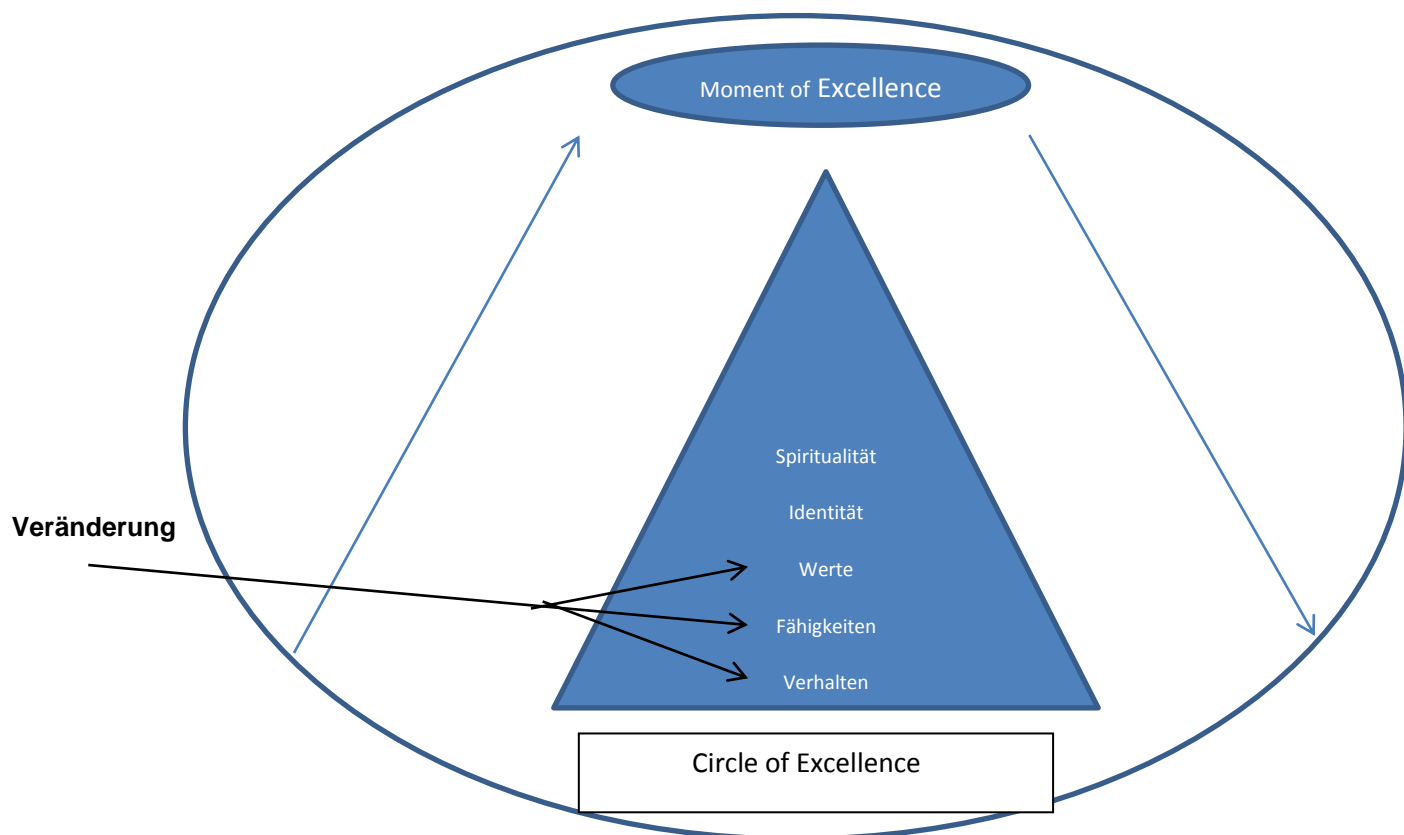 Moment of Excellence
Spiritualität
Identität
Veränderung
Werte
Fähigkeiten
Verhalten
Circle of Excellence